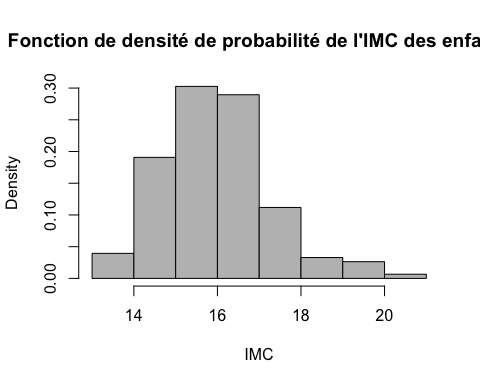 Fonction de densité de probabilité de l'IMC des enfa
0.30
0.20
0.10
0.00
Density
14 16 18 20
IMC